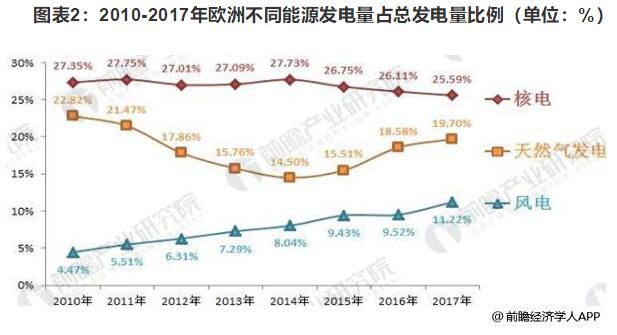 图表2：2010-2017年欧洲不同能源发电量占总发电量比例（单位：%）
30%
25%
20%
15%
10%
5%
0%
27.35% 27.75% 27.01% 27.09% 27.73% 26.75% 26.11% 25.59%
核电
22.82% 21.47% 17.86% 15.76% 14.50% 15.51% 18.58% 19.70%
天然气发电
风电
4.47% 5.51% 6.31% 7.29% 8.04% 9.43% 9.52% 11.22%
2010年 2011年 2012年 2013年 2014年 2015年 2016年 2017年
前瞻产业研究院
@前瞻经济学人APP